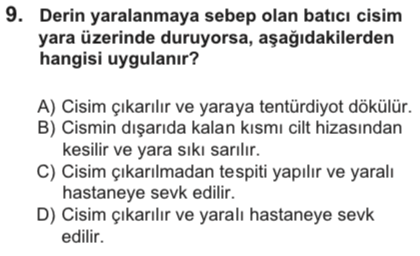 9. Derin yaralanmaya sebep olan batıcı cisim
yara üzerinde duruyorsa, aşağıdakilerden
hangisi uygulanır?
A) Cisim çıkarılır ve yaraya tentürdiyot dökülür.
B) Cismin dışarıda kalan kısmı cilt hizasından
kesilir ve yara sıkı sarılır.
C) Cisim çıkarılmadan tespiti yapılır ve yaralı
hastaneye sevk edilir.
D) Cisim çıkarılır ve yaralı hastaneye sevk
edilir.